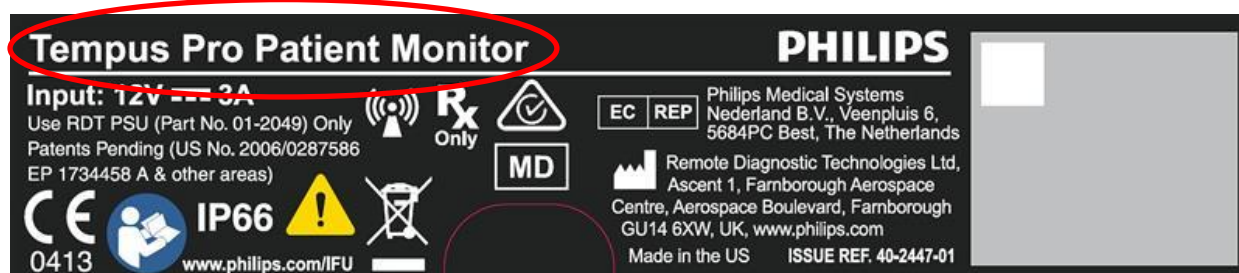 Tempus Pro Patient Monitor
PHILIPS
Input: 12V 3A
Use RDT PSU (Part No. 01-2049) Only
Patents Pending (US No. 2006/0287586
EP 1734458 A & other areas)
Rx
Only
MD
CE
0413
IP66
www.philips.com/IFU
EC REP
Philips Medical Systems
Nederland B.V., Veenpluis 6,
5684PC Best, The Netherlands
Remote Diagnostic Technologies Ltd,
Ascent 1, Farnborough Aerospace
Centre, Aerospace Boulevard, Farnborough
GU14 6XW, UK, www.philips.com
Made in the US
ISSUE REF. 40-2447-01